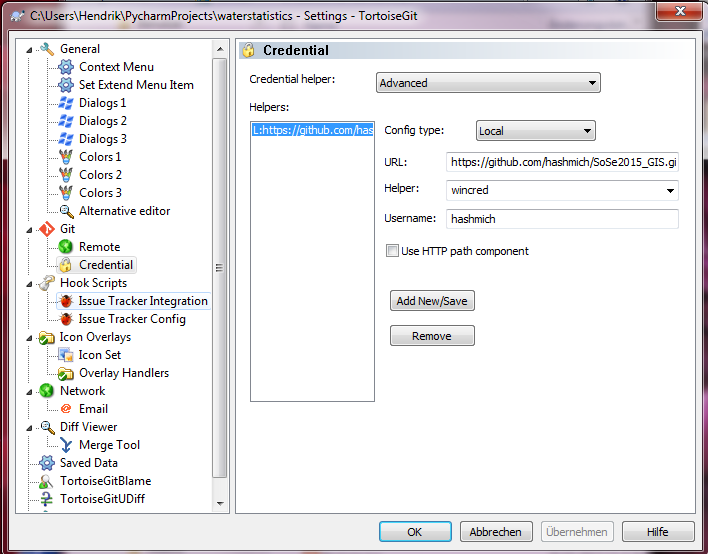 C:\Users\Hendrik\PycharmProjects\waterstatistics - Settings - TortoiseGit
General
Context Menu
Set Extend Menu Item
Dialogs 1
Dialogs 2
Dialogs 3
Colors 1
Colors 2
Colors 3
Alternative editor
Git
Remote
Credential
Hook Scripts
Issue Tracker Integration
Issue Tracker Config
Icon Overlays
Icon Set
Overlay Handlers
Network
Email
Diff Viewer
Merge Tool
Saved Data
TortoiseGitBlame
TortoiseGitUDiff
Credential
Credential helper: Advanced
Helpers:
L:https://github.com/has
Config type: Local
URL: https://github.com/hashmich/SoSe2015_GIS.gi
Helper: wincred
Username: hashmich
Use HTTP path component
Add New/Save
Remove
OK Abbrechen Übernehmen Hilfe